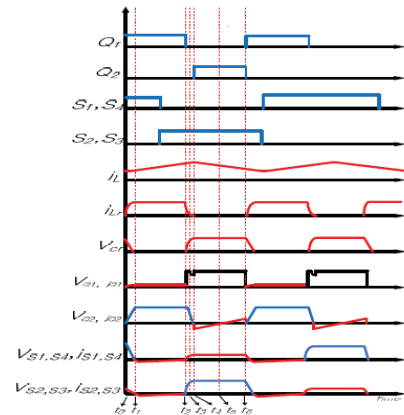 Q1
Q2
S1, S4
S2, S3
iL
iLr
Vcr
VQ1, iQ1
VQ2, iQ2
VS1,S4, iS1,S4
VS2,S3, iS2,S3
t0 t1 t2 t3 t4 t5 t6
Time